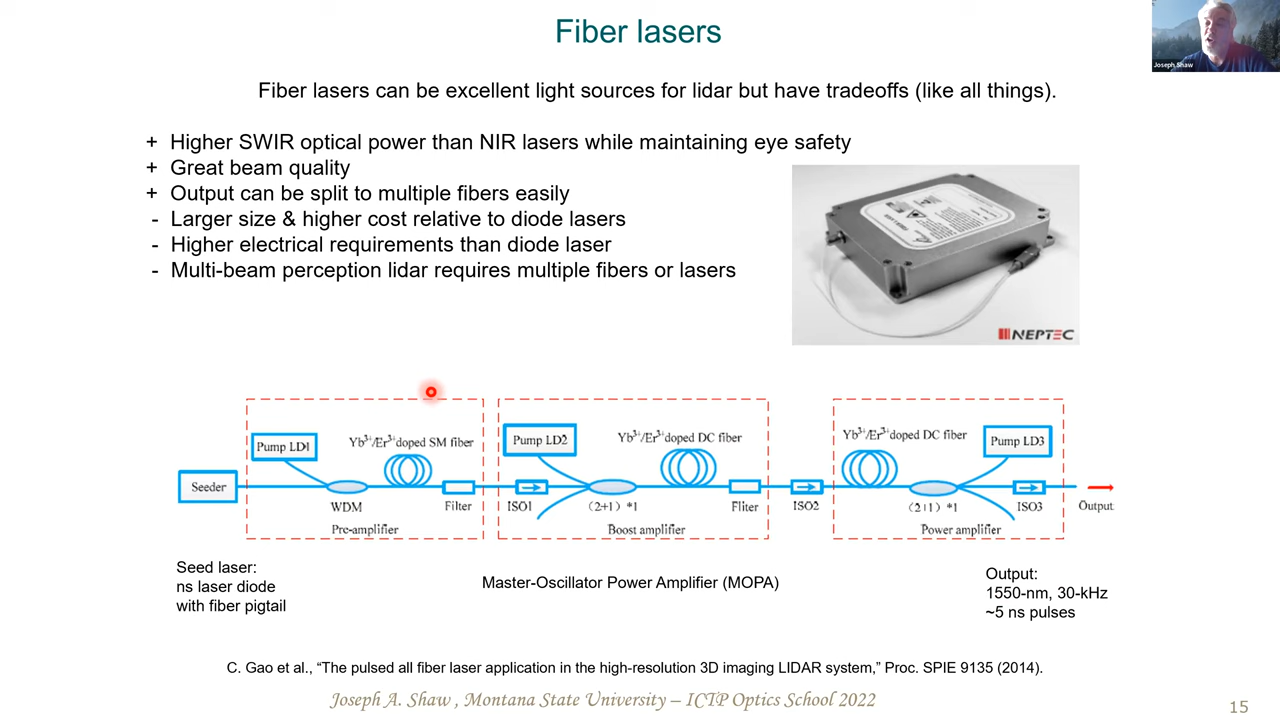 Fiber lasers
Joseph Shaw
Fiber lasers can be excellent light sources for lidar but have tradeoffs (like all things).
+ Higher SWIR optical power than NIR lasers while maintaining eye safety
+ Great beam quality
+ Output can be split to multiple fibers easily
- Larger size & higher cost relative to diode lasers
- Higher electrical requirements than diode laser
- Multi-beam perception lidar requires multiple fibers or lasers
NEPTEC
Pump LD1
Yb3+/Er3+doped SM fiber
Pump LD2
Yb3+/Er3+doped DC fiber
Yb3+/Er3+doped DC fiber
Pump LD3
Seeder
WDM
Filter
ISO1
(2+1) *1
Fliter
ISO2
(2+1) *1
ISO3
Output
Pre-amplifier
Boost amplifier
Power amplifier
Seed laser:
ns laser diode
with fiber pigtail
Master-Oscillator Power Amplifier (MOPA)
Output:
1550-nm, 30-kHz
~5 ns pulses
C. Gao et al., “The pulsed all fiber laser application in the high-resolution 3D imaging LIDAR system,” Proc. SPIE 9135 (2014).
Joseph A. Shaw , Montana State University – ICTP Optics School 2022
15